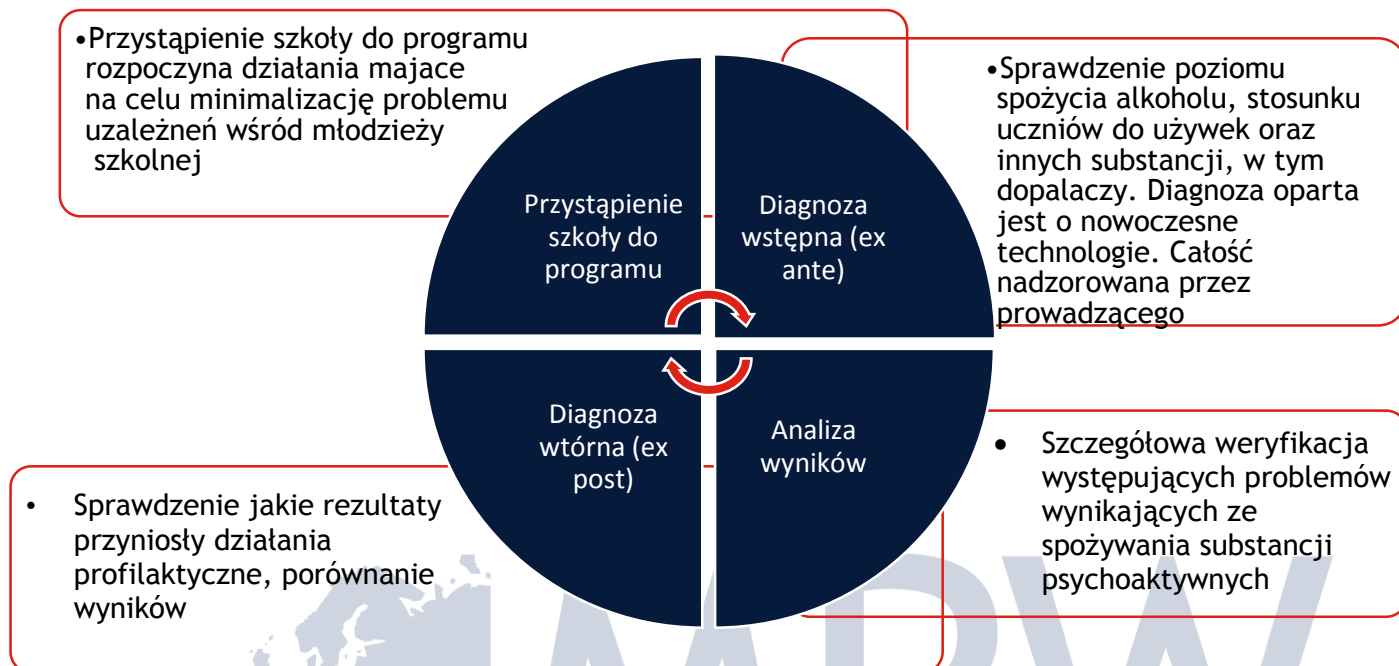 •Przystąpienie szkoły do programu
rozpoczyna działania majace
na celu minimalizację problemu
uzależneń wśród młodzieży
szkolnej
•Sprawdzenie poziomu
spożycia alkoholu, stosunku
uczniów do używek oraz
innych substancji, w tym
dopalaczy. Diagnoza oparta
jest o nowoczesne
technologie. Całość
nadzorowana przez
prowadzącego
Przystąpienie
szkoły do
programu
Diagnoza
wstępna (ex
ante)
Diagnoza
wtórna (ex
post)
Analiza
wyników
• Sprawdzenie jakie rezultaty
przyniosły działania
profilaktyczne, porównanie
wyników
• Szczegółowa weryfikacja
występujących problemów
wynikających ze
spożywania substancji
psychoaktywnych